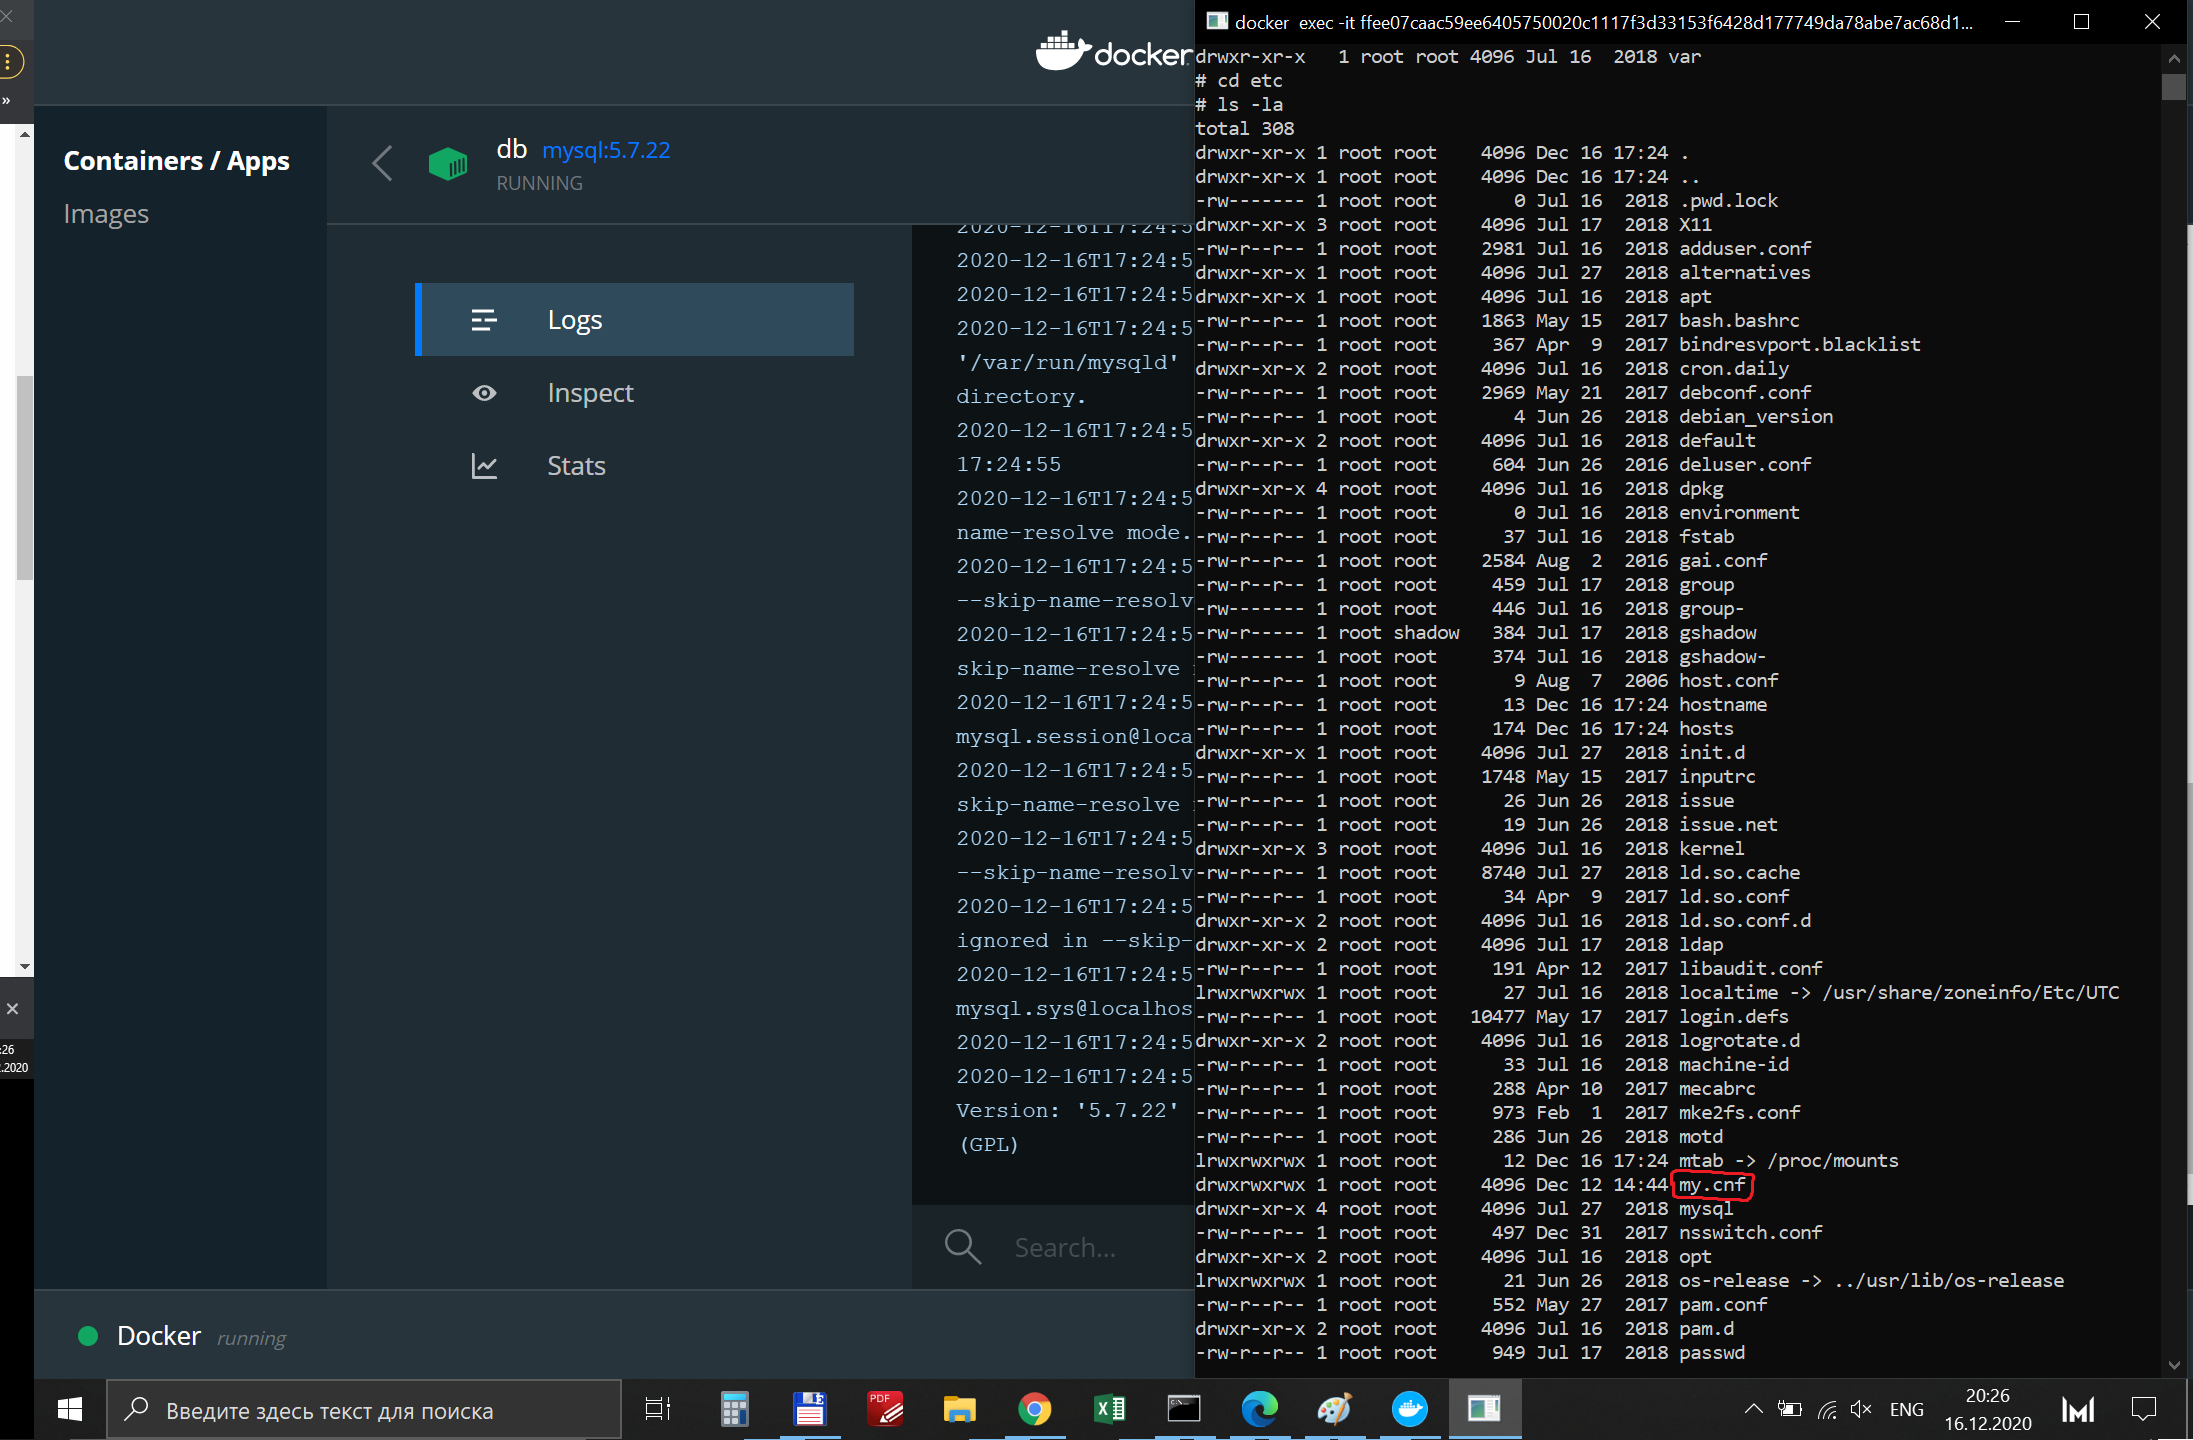 docker
Containers / Apps
Images
db mysql:5.7.22
RUNNING
Logs
Inspect
Stats
2020-12-16T17:24:5
2020-12-16T17:24:5
2020-12-16T17:24:5
2020-12-16T17:24:5
'/var/run/mysqld'
directory.
2020-12-16T17:24:5
17:24:55
2020-12-16T17:24:5
name-resolve mode.
2020-12-16T17:24:5
--skip-name-resolv
2020-12-16T17:24:5
skip-name-resolve
2020-12-16T17:24:5
mysql.session@loca
2020-12-16T17:24:5
skip-name-resolve
2020-12-16T17:24:5
--skip-name-resolv
2020-12-16T17:24:5
ignored in --skip-
2020-12-16T17:24:5
mysql.sys@localhos
2020-12-16T17:24:5
2020-12-16T17:24:5
Version: '5.7.22'
(GPL)
Search...
docker exec -it ffee07caac59ee6405750020c1117f3d33153f6428d177749da78abe7ac68d1...
drwxr-xr-x 1 root root 4096 Jul 16 2018 var
# cd etc
# ls -la
total 308
drwxr-xr-x 1 root root 4096 Dec 16 17:24 .
drwxr-xr-x 1 root root 4096 Dec 16 17:24 ..
-rw------- 1 root root 0 Jul 16 2018 .pwd.lock
drwxr-xr-x 3 root root 4096 Jul 17 2018 X11
-rw-r--r-- 1 root root 2981 Jul 16 2018 adduser.conf
drwxr-xr-x 1 root root 4096 Jul 27 2018 alternatives
drwxr-xr-x 1 root root 4096 Jul 16 2018 apt
-rw-r--r-- 1 root root 1863 May 15 2017 bash.bashrc
-rw-r--r-- 1 root root 367 Apr 9 2017 bindresvport.blacklist
drwxr-xr-x 2 root root 4096 Jul 16 2018 cron.daily
-rw-r--r-- 1 root root 2969 May 21 2017 debconf.conf
-rw-r--r-- 1 root root 4 Jun 26 2018 debian_version
drwxr-xr-x 2 root root 4096 Jul 16 2018 default
-rw-r--r-- 1 root root 604 Jun 26 2016 deluser.conf
drwxr-xr-x 4 root root 4096 Jul 16 2018 dpkg
-rw-r--r-- 1 root root 0 Jul 16 2018 environment
-rw-r--r-- 1 root root 37 Jul 16 2018 fstab
-rw-r--r-- 1 root root 2584 Aug 2 2016 gai.conf
-rw-r--r-- 1 root root 459 Jul 17 2018 group
-rw------- 1 root root 446 Jul 16 2018 group-
-rw-r----- 1 root shadow 384 Jul 17 2018 gshadow
-rw------- 1 root root 374 Jul 16 2018 gshadow-
-rw-r--r-- 1 root root 9 Aug 7 2006 host.conf
-rw-r--r-- 1 root root 13 Dec 16 17:24 hostname
-rw-r--r-- 1 root root 174 Dec 16 17:24 hosts
drwxr-xr-x 1 root root 4096 Jul 27 2018 init.d
-rw-r--r-- 1 root root 1748 May 15 2017 inputrc
-rw-r--r-- 1 root root 26 Jun 26 2018 issue
-rw-r--r-- 1 root root 19 Jun 26 2018 issue.net
drwxr-xr-x 3 root root 4096 Jul 16 2018 kernel
-rw-r--r-- 1 root root 8740 Jul 27 2018 ld.so.cache
-rw-r--r-- 1 root root 34 Apr 9 2017 ld.so.conf
drwxr-xr-x 2 root root 4096 Jul 16 2018 ld.so.conf.d
drwxr-xr-x 2 root root 4096 Jul 17 2018 ldap
-rw-r--r-- 1 root root 191 Apr 12 2017 libaudit.conf
lrwxrwxrwx 1 root root 27 Jul 16 2018 localtime -> /usr/share/zoneinfo/Etc/UTC
-rw-r--r-- 1 root root 10477 May 17 2017 login.defs
drwxr-xr-x 2 root root 4096 Jul 16 2018 logrotate.d
-rw-r--r-- 1 root root 33 Jul 16 2018 machine-id
-rw-r--r-- 1 root root 288 Apr 10 2017 mecabrc
-rw-r--r-- 1 root root 973 Feb 1 2017 mke2fs.conf
-rw-r--r-- 1 root root 286 Jun 26 2018 motd
lrwxrwxrwx 1 root root 12 Dec 16 17:24 mtab -> /proc/mounts
drwxrwxrwx 1 root root 4096 Dec 12 14:44 my.cnf
drwxr-xr-x 4 root root 4096 Jul 27 2018 mysql
-rw-r--r-- 1 root root 497 Dec 31 2017 nsswitch.conf
drwxr-xr-x 2 root root 4096 Jul 16 2018 opt
lrwxrwxrwx 1 root root 21 Jun 26 2018 os-release -> ../usr/lib/os-release
-rw-r--r-- 1 root root 552 May 27 2017 pam.conf
drwxr-xr-x 2 root root 4096 Jul 16 2018 pam.d
-rw-r--r-- 1 root root 949 Jul 17 2018 passwd
:26
.2020
Docker running
Введите здесь текст для поиска
PDF
ENG
20:26
16.12.2020